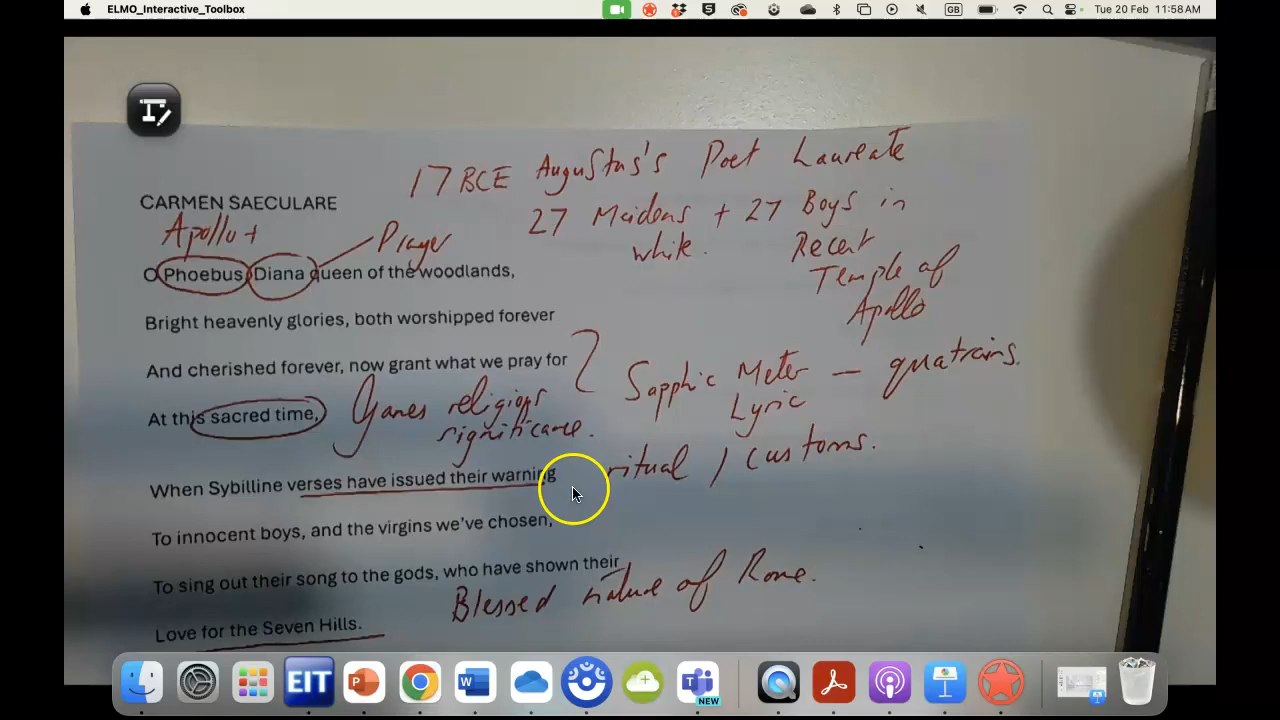 ELMO_Interactive_Toolbox
GB
Tue 20 Feb 11:58AM
17 BCE Augustus's Poet Laureate
CARMEN SAECULARE
27 Maidens + 27 Boys in
white.
Recent
Temple of
Apollo
Apollo +
Prayer
O Phoebus, Diana queen of the woodlands,
Bright heavenly glories, both worshipped forever
And cherished forever, now grant what we pray for
Sapphic Meter — quatrains.
Lyric
At this sacred time,
Games religious
significance.
ritual / customs.
When Sybilline verses have issued their warning
To innocent boys, and the virgins we've chosen,
To sing out their song to the gods, who have shown their
Blessed nature of Rome.
Love for the Seven Hills.
EIT
NEW